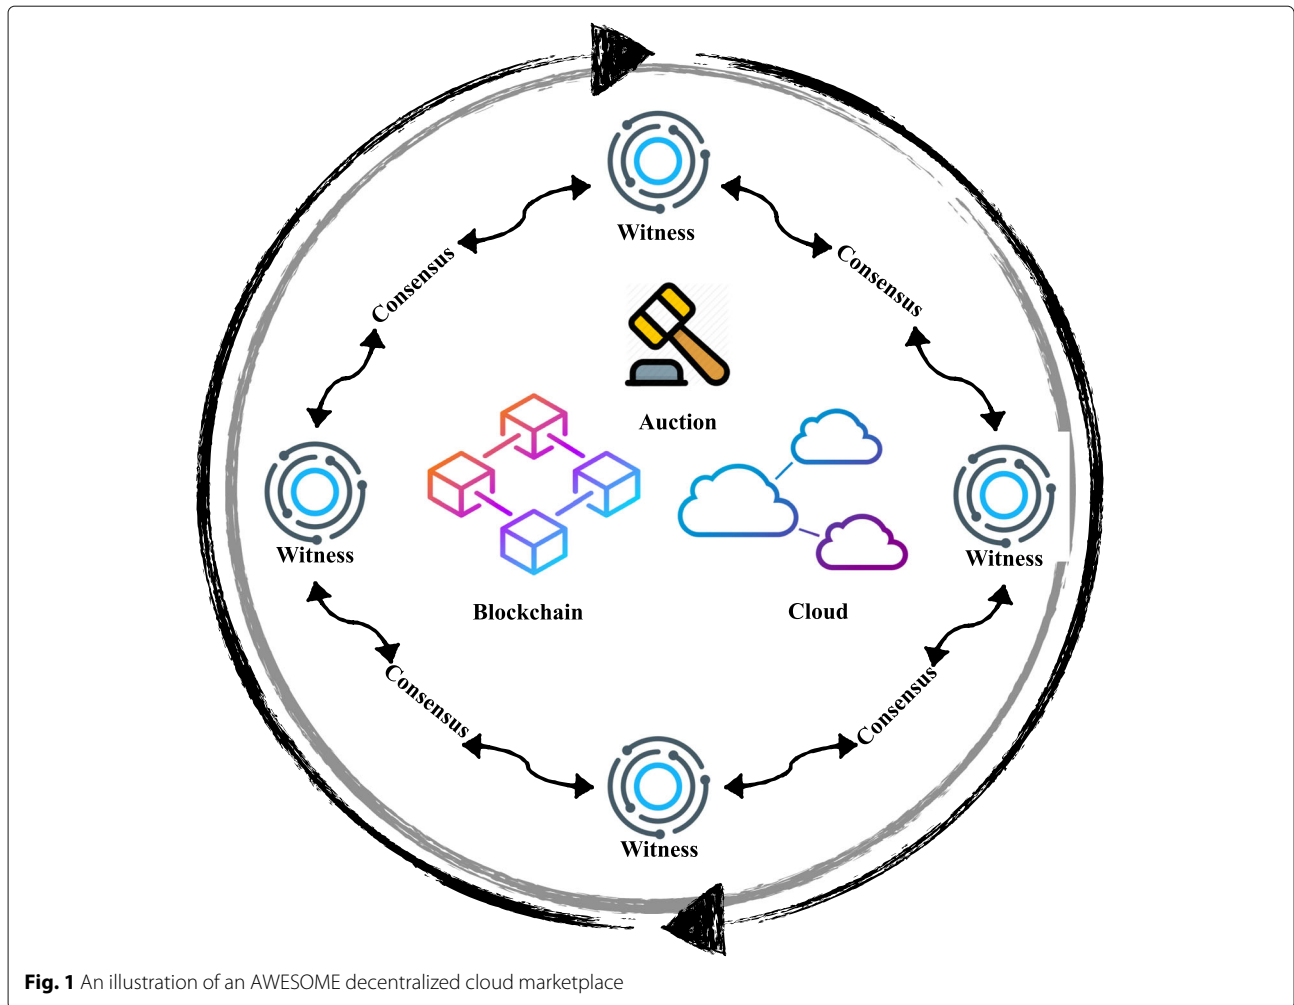 Witness
Consensus
Consensus
Auction
Witness
Witness
Blockchain
Cloud
Consensus
Consensus
Witness
Fig. 1 An illustration of an AWESOME decentralized cloud marketplace